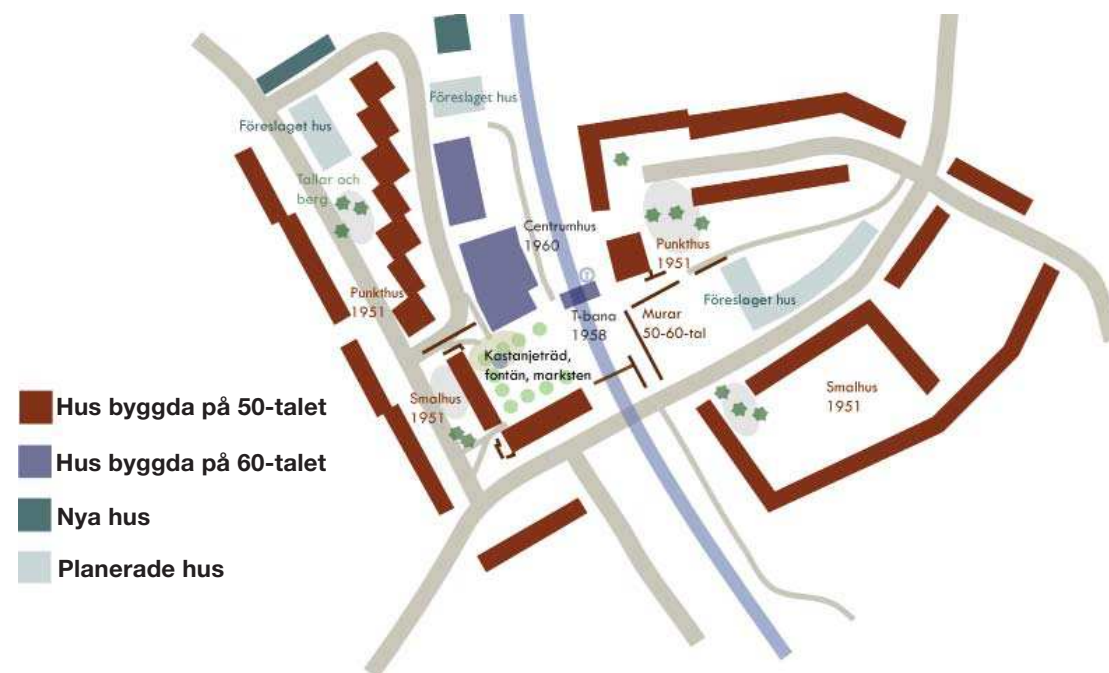 Föreslaget hus
Föreslaget hus
Tallar och
berg
Centrumhus
1960
Punkthus
1951
Punkthus
1951
T-bana
1958
Murar
50-60-tal
Föreslaget hus
Kastanjeträd,
fontän, marksten
Smalhus
1951
Smalhus
1951
Hus byggda på 50-talet
Hus byggda på 60-talet
Nya hus
Planerade hus